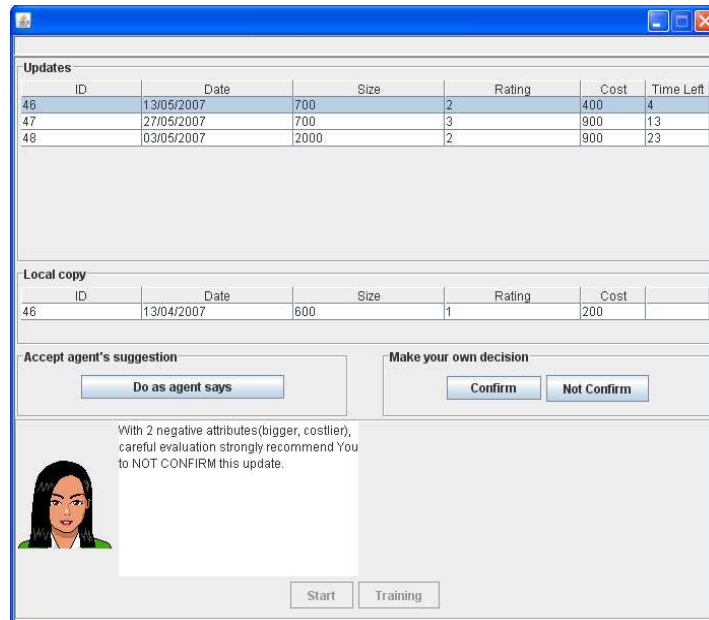 Updates
ID Date Size Rating Cost Time Left
46 13/05/2007 700 2 400 4
47 27/05/2007 700 3 900 13
48 03/05/2007 2000 2 900 23
Local copy
ID Date Size Rating Cost
46 13/04/2007 600 1 200
Accept agent's suggestion Make your own decision
Do as agent says Confirm Not Confirm
With 2 negative attributes(bigger, costlier),
careful evaluation strongly recommend You
to NOT CONFIRM this update.
Start Training